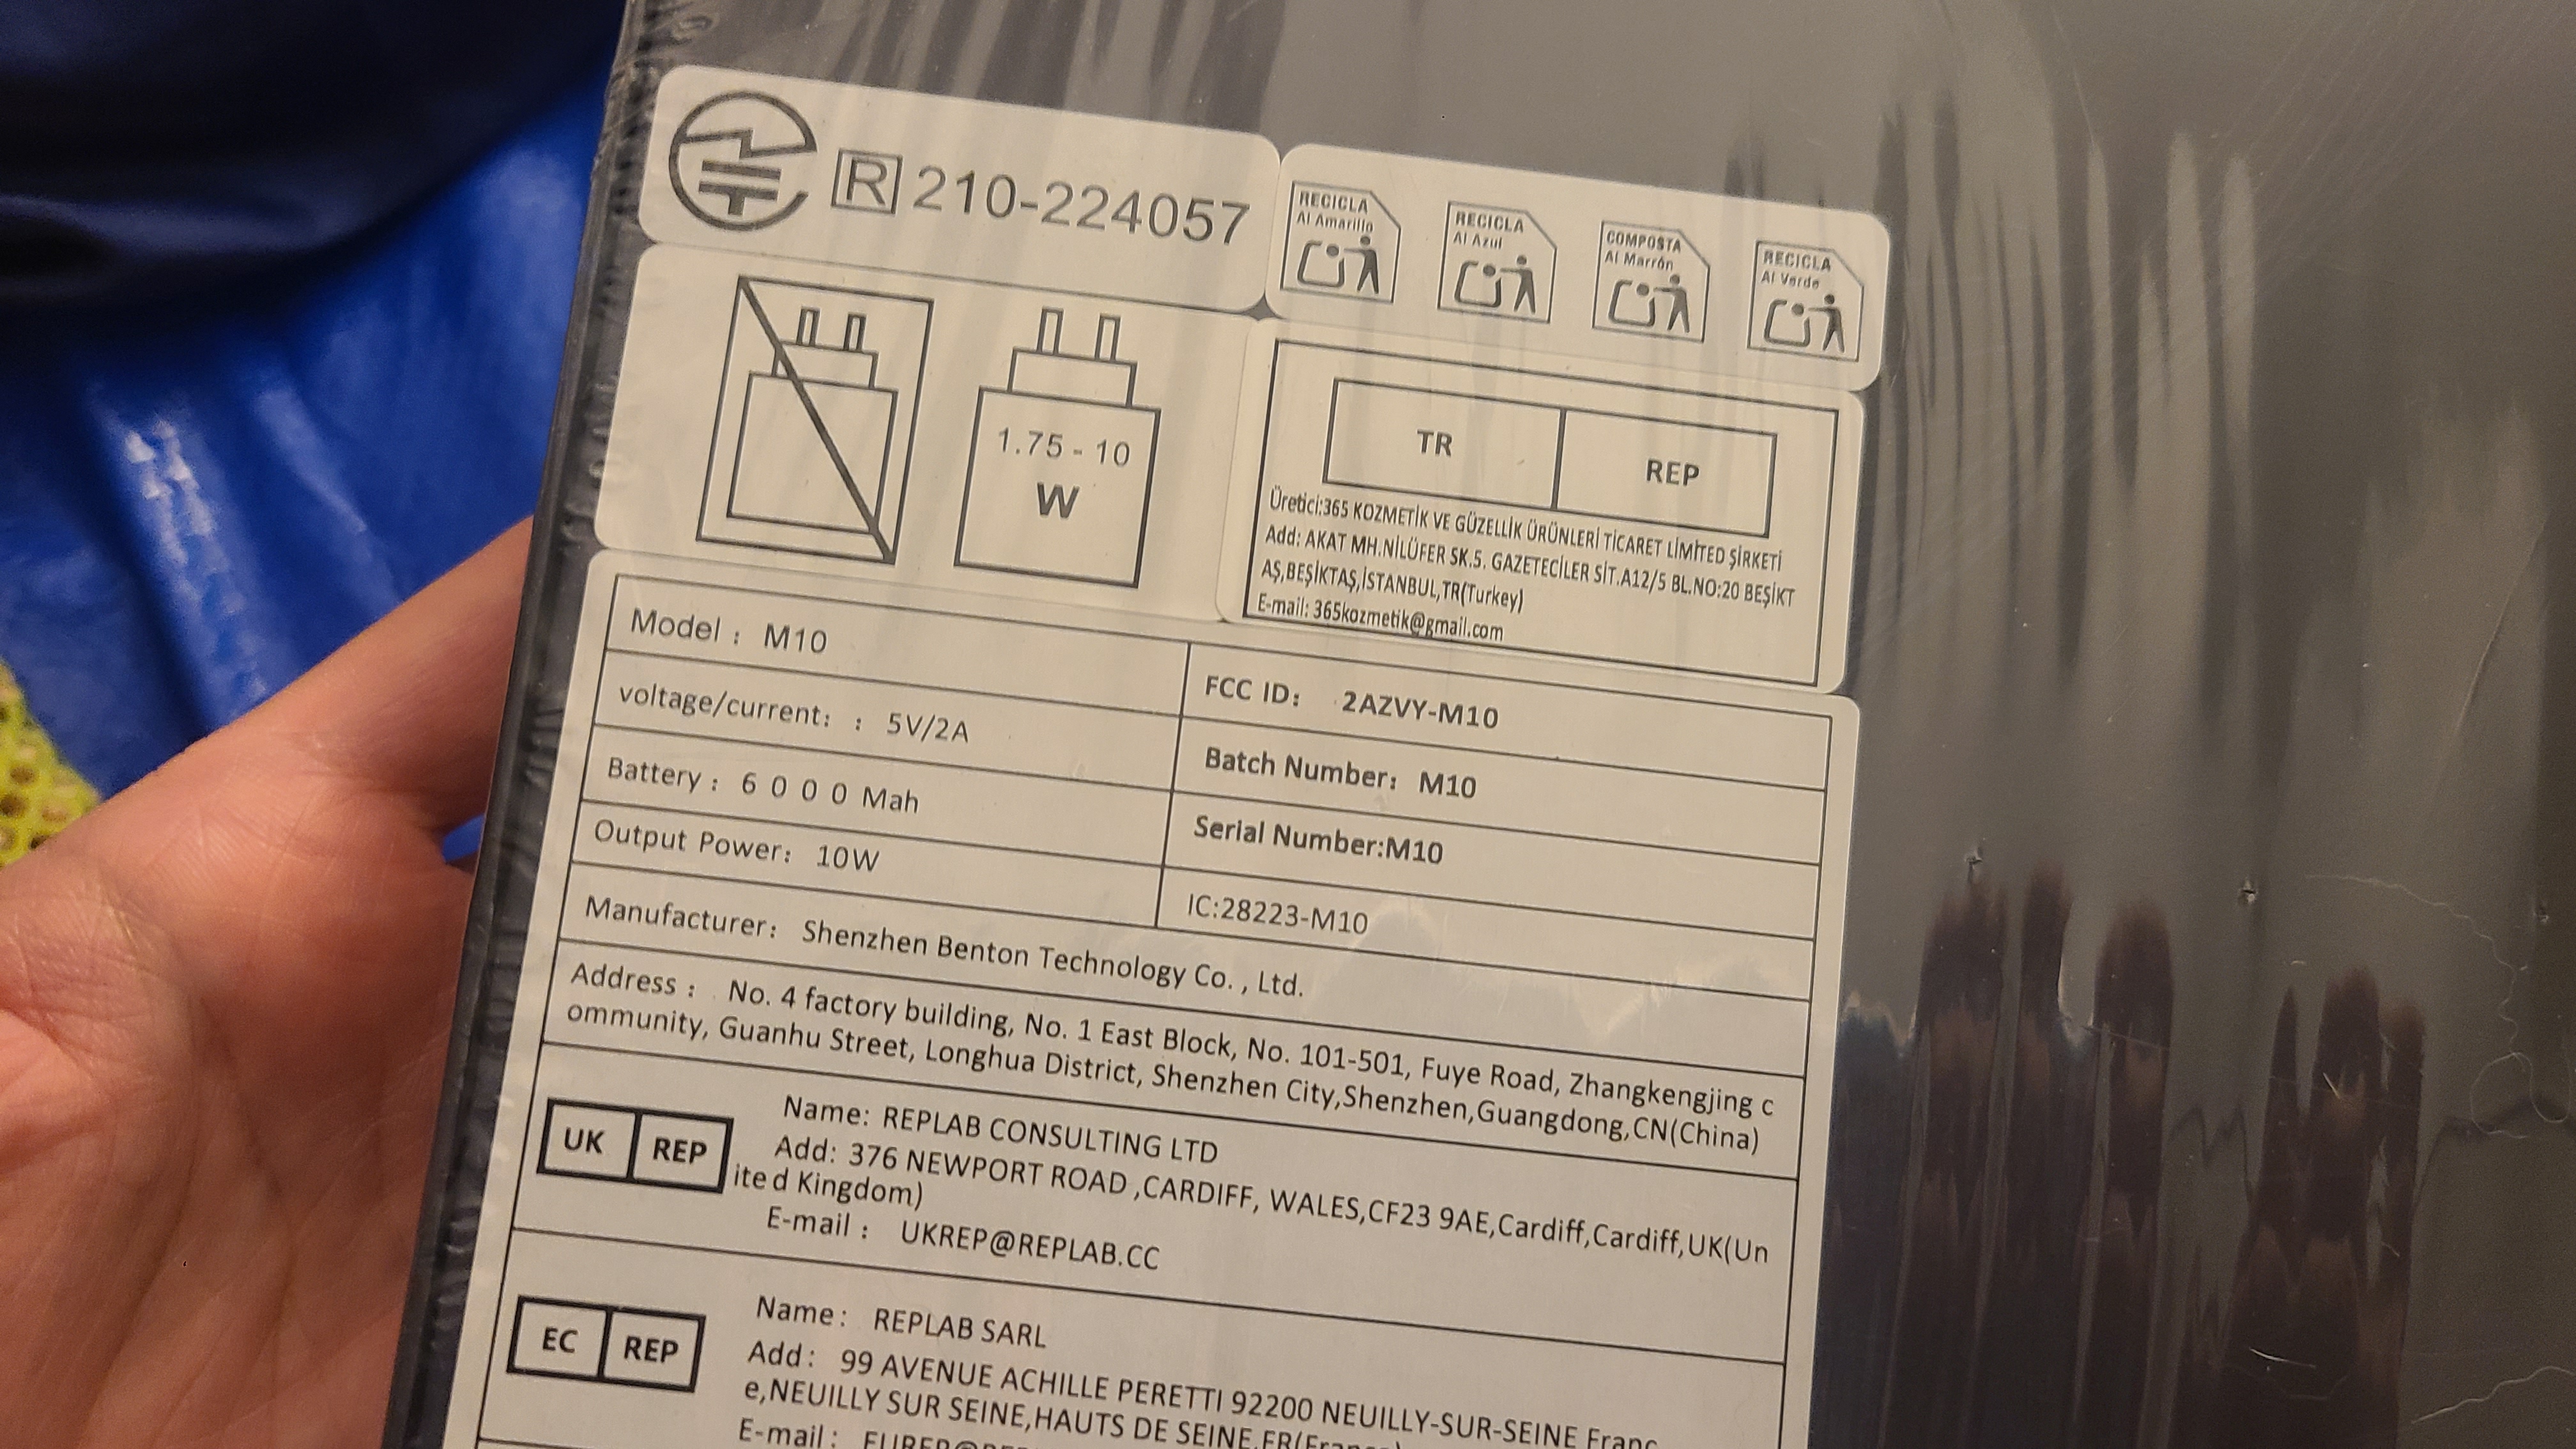 R 210-224057
RECICLA
Al Amarillo
RECICLA
Al Azul
COMPOSTA
Al Marrón
RECICLA
Al Verde
1.75 - 10
W
TR REP
Üretici:365 KOZMETİK VE GÜZELLİK ÜRÜNLERİ TİCARET LİMİTED ŞİRKETİ
Add: AKAT MH.NİLÜFER SK.5. GAZETECİLER SİT.A12/5 BL.NO:20 BEŞİKT
AŞ,BEŞİKTAŞ,İSTANBUL,TR(Turkey)
E-mail: 365kozmetik@gmail.com
Model : M10
FCC ID: 2AZVY-M10
voltage/current: : 5V/2A
Batch Number: M10
Battery : 6 0 0 0 Mah
Serial Number:M10
Output Power: 10W
IC:28223-M10
Manufacturer: Shenzhen Benton Technology Co. , Ltd.
Address : No. 4 factory building, No. 1 East Block, No. 101-501, Fuye Road, Zhangkengjing c
ommunity, Guanhu Street, Longhua District, Shenzhen City,Shenzhen,Guangdong,CN(China)
UK REP
Name: REPLAB CONSULTING LTD
Add: 376 NEWPORT ROAD ,CARDIFF, WALES,CF23 9AE,Cardiff,Cardiff,UK(Un
ited Kingdom)
E-mail : UKREP@REPLAB.CC
EC REP
Name : REPLAB SARL
Add : 99 AVENUE ACHILLE PERETTI 92200 NEUILLY-SUR-SEINE Franc
e,NEUILLY SUR SEINE,HAUTS DE SEINE,FR(France)
E-mail :